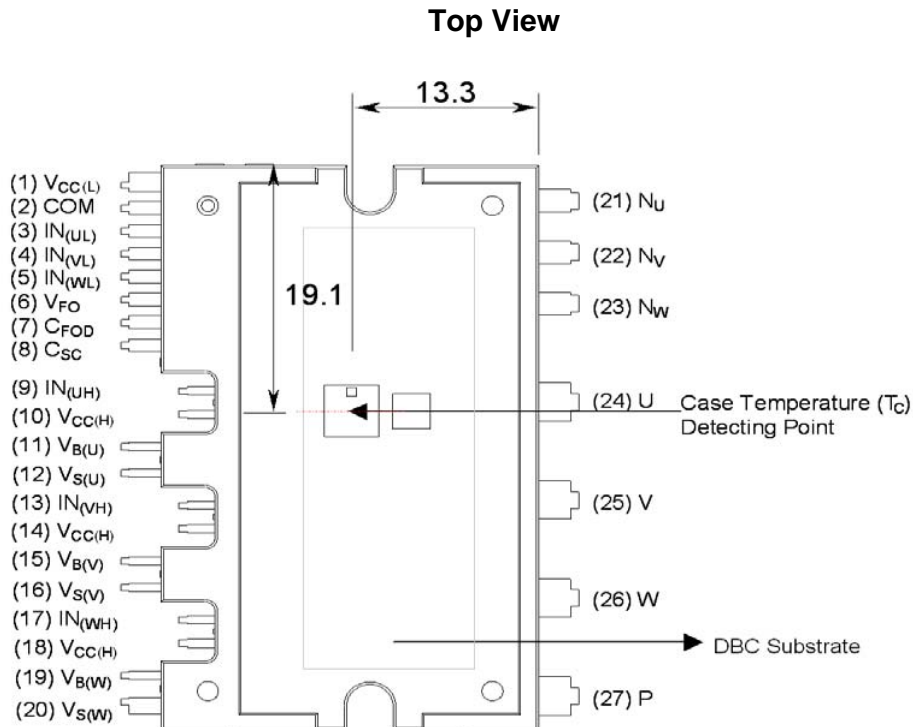 Top View
13.3
19.1
(1) VCC(L)
(2) COM
(3) IN(UL)
(4) IN(VL)
(5) IN(WL)
(6) VFO
(7) CFOD
(8) CSC
(9) IN(UH)
(10) VCC(H)
(11) VB(U)
(12) VS(U)
(13) IN(VH)
(14) VCC(H)
(15) VB(V)
(16) VS(V)
(17) IN(WH)
(18) VCC(H)
(19) VB(W)
(20) VS(W)
(21) NU
(22) NV
(23) NW
(24) U
Case Temperature (TC)
Detecting Point
(25) V
(26) W
DBC Substrate
(27) P